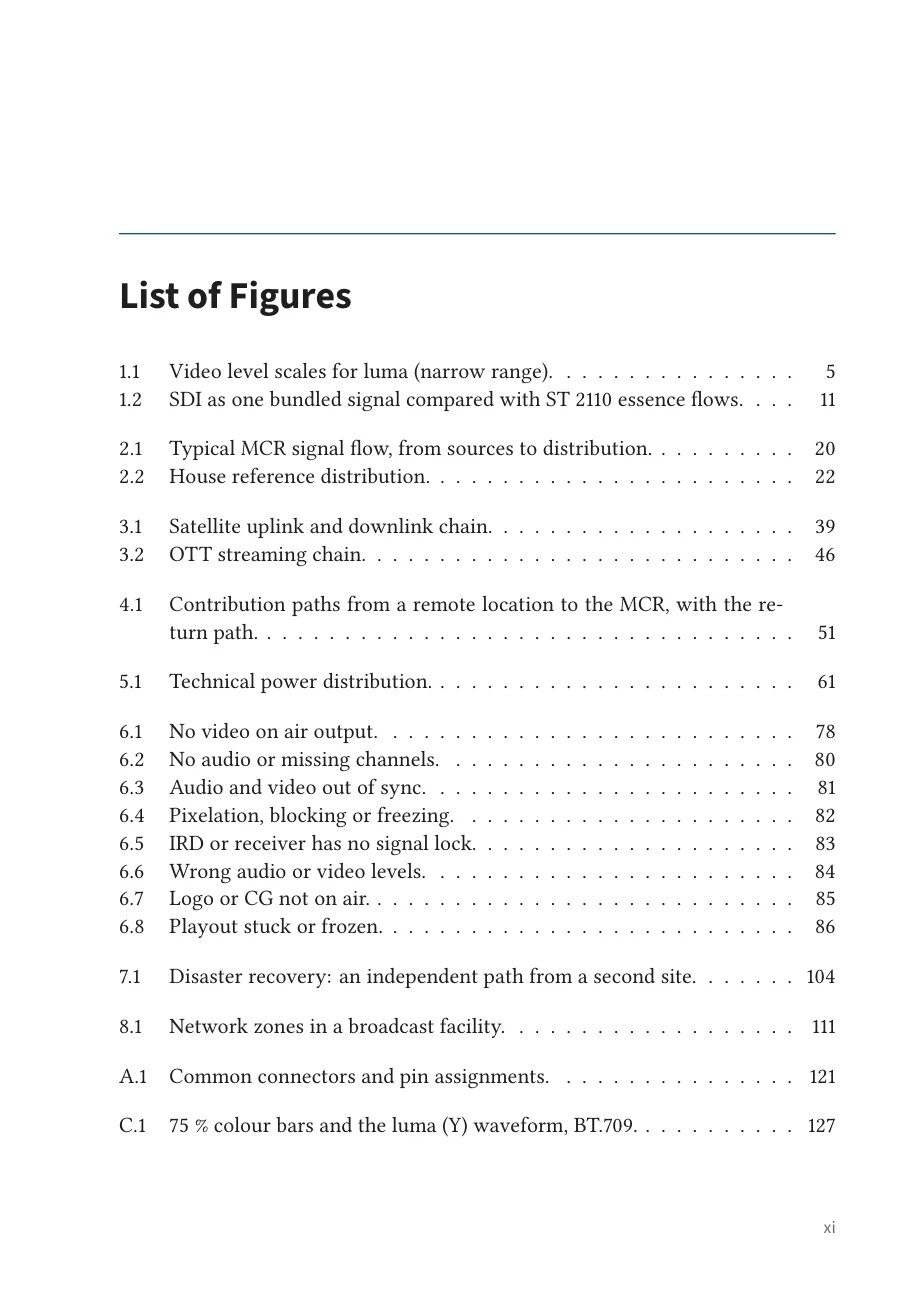 List of Figures
1.1 Video level scales for luma (narrow range). . . . . . . . . . . . . . . . 5
1.2 SDI as one bundled signal compared with ST 2110 essence flows. . . . 11
2.1 Typical MCR signal flow, from sources to distribution. . . . . . . . . . 20
2.2 House reference distribution. . . . . . . . . . . . . . . . . . . . . . . . 22
3.1 Satellite uplink and downlink chain. . . . . . . . . . . . . . . . . . . . 39
3.2 OTT streaming chain. . . . . . . . . . . . . . . . . . . . . . . . . . . . 46
4.1 Contribution paths from a remote location to the MCR, with the re-
turn path. . . . . . . . . . . . . . . . . . . . . . . . . . . . . . . . . . . 51
5.1 Technical power distribution. . . . . . . . . . . . . . . . . . . . . . . . 61
6.1 No video on air output. . . . . . . . . . . . . . . . . . . . . . . . . . . 78
6.2 No audio or missing channels. . . . . . . . . . . . . . . . . . . . . . . 80
6.3 Audio and video out of sync. . . . . . . . . . . . . . . . . . . . . . . . 81
6.4 Pixelation, blocking or freezing. . . . . . . . . . . . . . . . . . . . . . 82
6.5 IRD or receiver has no signal lock. . . . . . . . . . . . . . . . . . . . . 83
6.6 Wrong audio or video levels. . . . . . . . . . . . . . . . . . . . . . . . 84
6.7 Logo or CG not on air. . . . . . . . . . . . . . . . . . . . . . . . . . . . 85
6.8 Playout stuck or frozen. . . . . . . . . . . . . . . . . . . . . . . . . . . 86
7.1 Disaster recovery: an independent path from a second site. . . . . . . 104
8.1 Network zones in a broadcast facility. . . . . . . . . . . . . . . . . . . 111
A.1 Common connectors and pin assignments. . . . . . . . . . . . . . . . 121
C.1 75 % colour bars and the luma (Y) waveform, BT.709. . . . . . . . . . . 127
xi